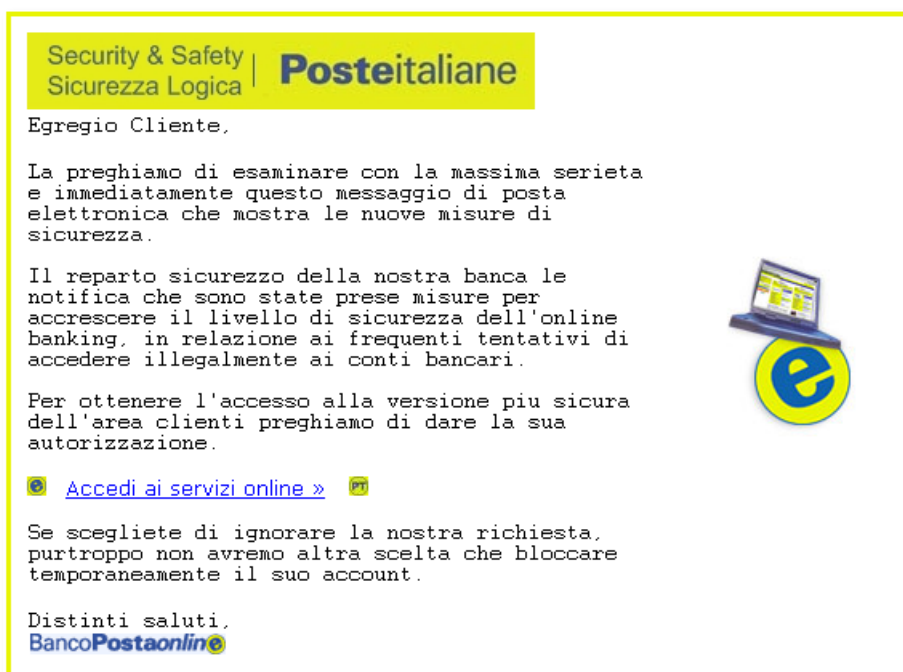 Security & Safety
Sicurezza Logica
Posteitaliane
Egregio Cliente,
La preghiamo di esaminare con la massima serieta
e immediatamente questo messaggio di posta
elettronica che mostra le nuove misure di
sicurezza.
Il reparto sicurezzo della nostra banca le
notifica che sono state prese misure per
accrescere il livello di sicurezza dell'online
banking, in relazione ai frequenti tentativi di
accedere illegalmente ai conti bancari.
Per ottenere l'accesso alla versione piu sicura
dell'area clienti preghiamo di dare la sua
autorizzazione.
e Accedi ai servizi online » PT
Se scegliete di ignorare la nostra richiesta,
purtroppo non avremo altra scelta che bloccare
temporaneamente il suo account.
Distinti saluti,
BancoPostaonline
e